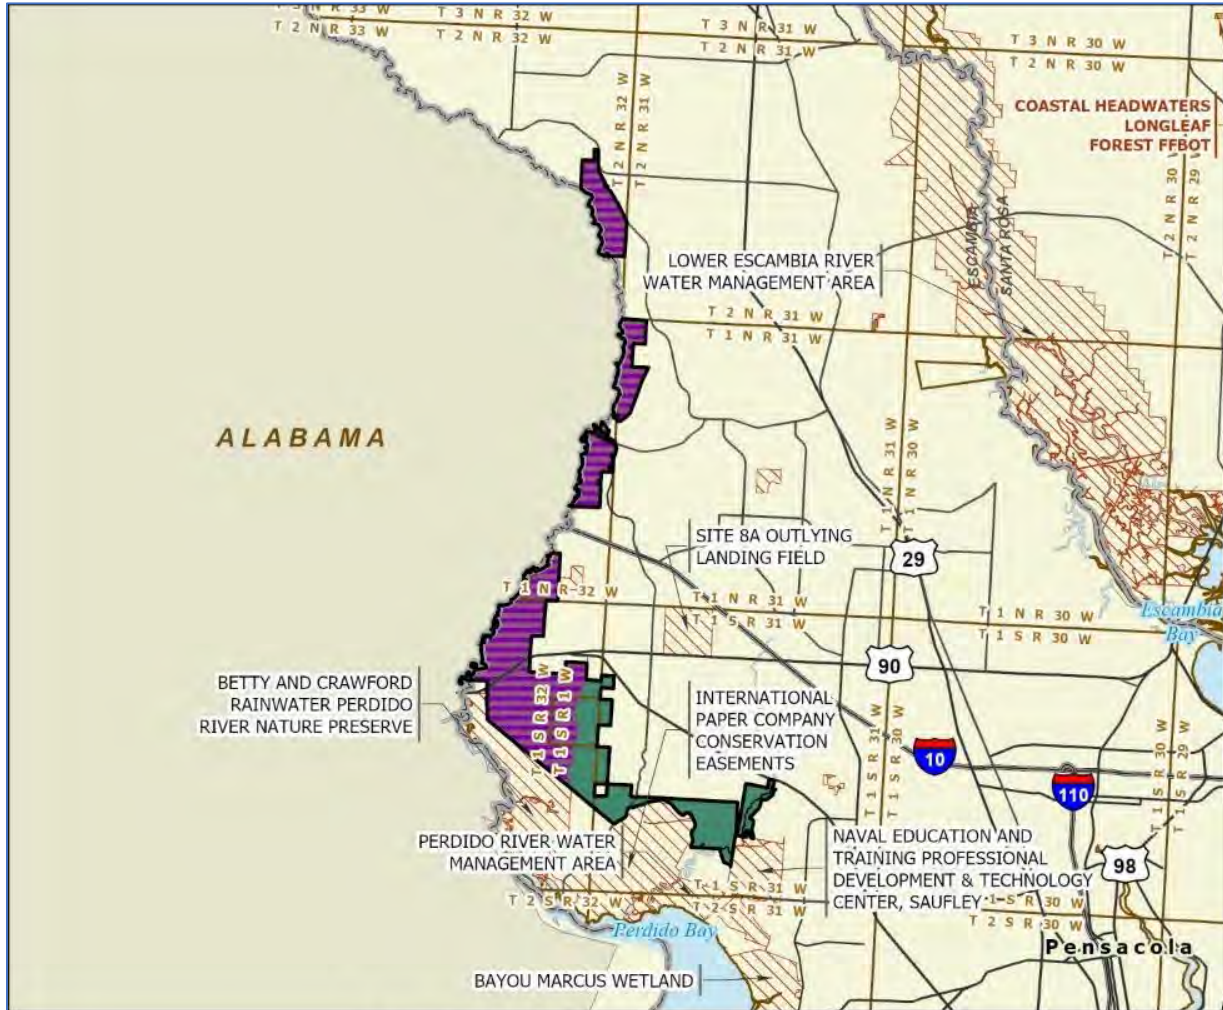 T 3 N R 33 W
T 3 N R 32 W
T 2 N R 33 W
T 2 N R 32 W
T 3 N R 31 W
T 2 N R 31 W
T 3 N R 30 W
T 2 N R 30 W
COASTAL HEADWATERS
LONGLEAF
FOREST FFBOT
T 2 N R 32 W
T 2 N R 31 W
T 2 N R 30 W
T 2 N R 29 W
ESCAMBIA
SANTA ROSA
LOWER ESCAMBIA RIVER
WATER MANAGEMENT AREA
T 2 N R 31 W
T 1 N R 31 W
ALABAMA
T 1 N R 31 W
T 1 N R 30 W
SITE 8A OUTLYING
LANDING FIELD
29
T 1 N R 32 W
T 1 N R 31 W
T 1 S R 31 W
T 1 N R 30 W
T 1 S R 30 W
Escambia
Bay
90
BETTY AND CRAWFORD
RAINWATER PERDIDO
RIVER NATURE PRESERVE
T 1 S R 32 W
T 1 S R 1 W
INTERNATIONAL
PAPER COMPANY
CONSERVATION
EASEMENTS
T 1 S R 31 W
T 1 S R 30 W
T 1 S R 30 W
T 1 S R 29 W
10
110
PERDIDO RIVER WATER
MANAGEMENT AREA
NAVAL EDUCATION AND
TRAINING PROFESSIONAL
DEVELOPMENT & TECHNOLOGY
CENTER, SAUFLEY
98
T 1 S R 31 W
T 2 S R 32 W
T 2 S R 31 W
1 S R 30 W
T 2 S R 30 W
Perdido Bay
Pensacola
BAYOU MARCUS WETLAND